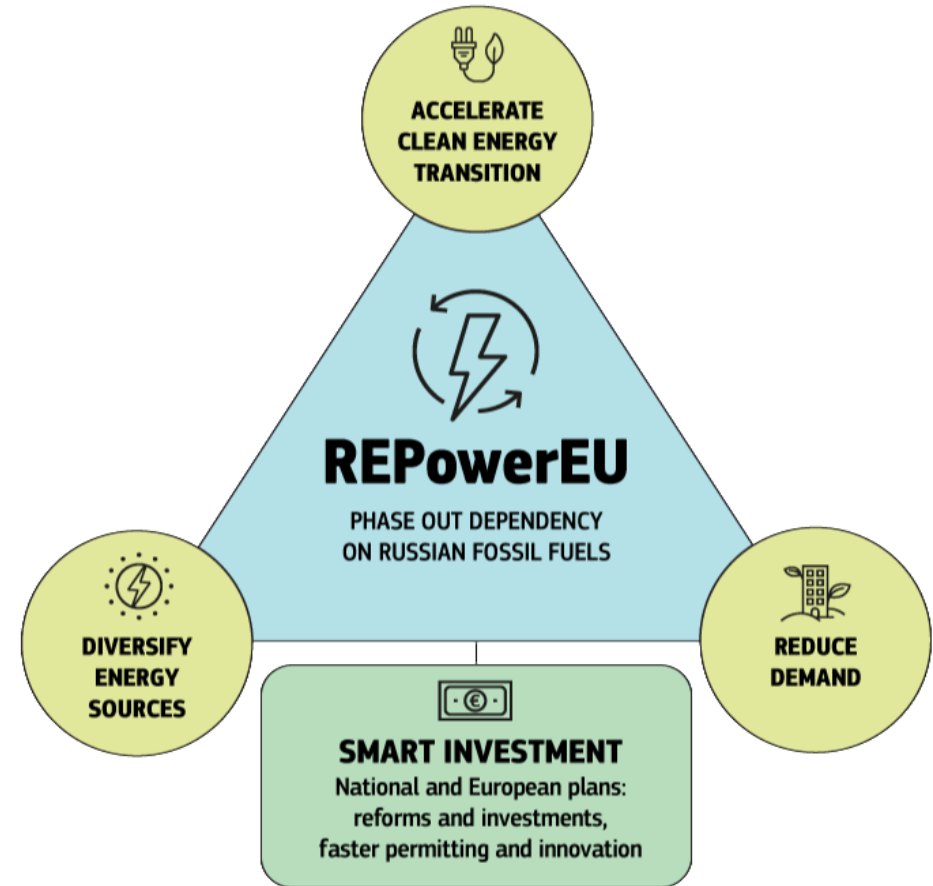 ACCELERATE
CLEAN ENERGY
TRANSITION
REPowerEU
PHASE OUT DEPENDENCY
ON RUSSIAN FOSSIL FUELS
DIVERSIFY
ENERGY
SOURCES
REDUCE
DEMAND
€
SMART INVESTMENT
National and European plans:
reforms and investments,
faster permitting and innovation